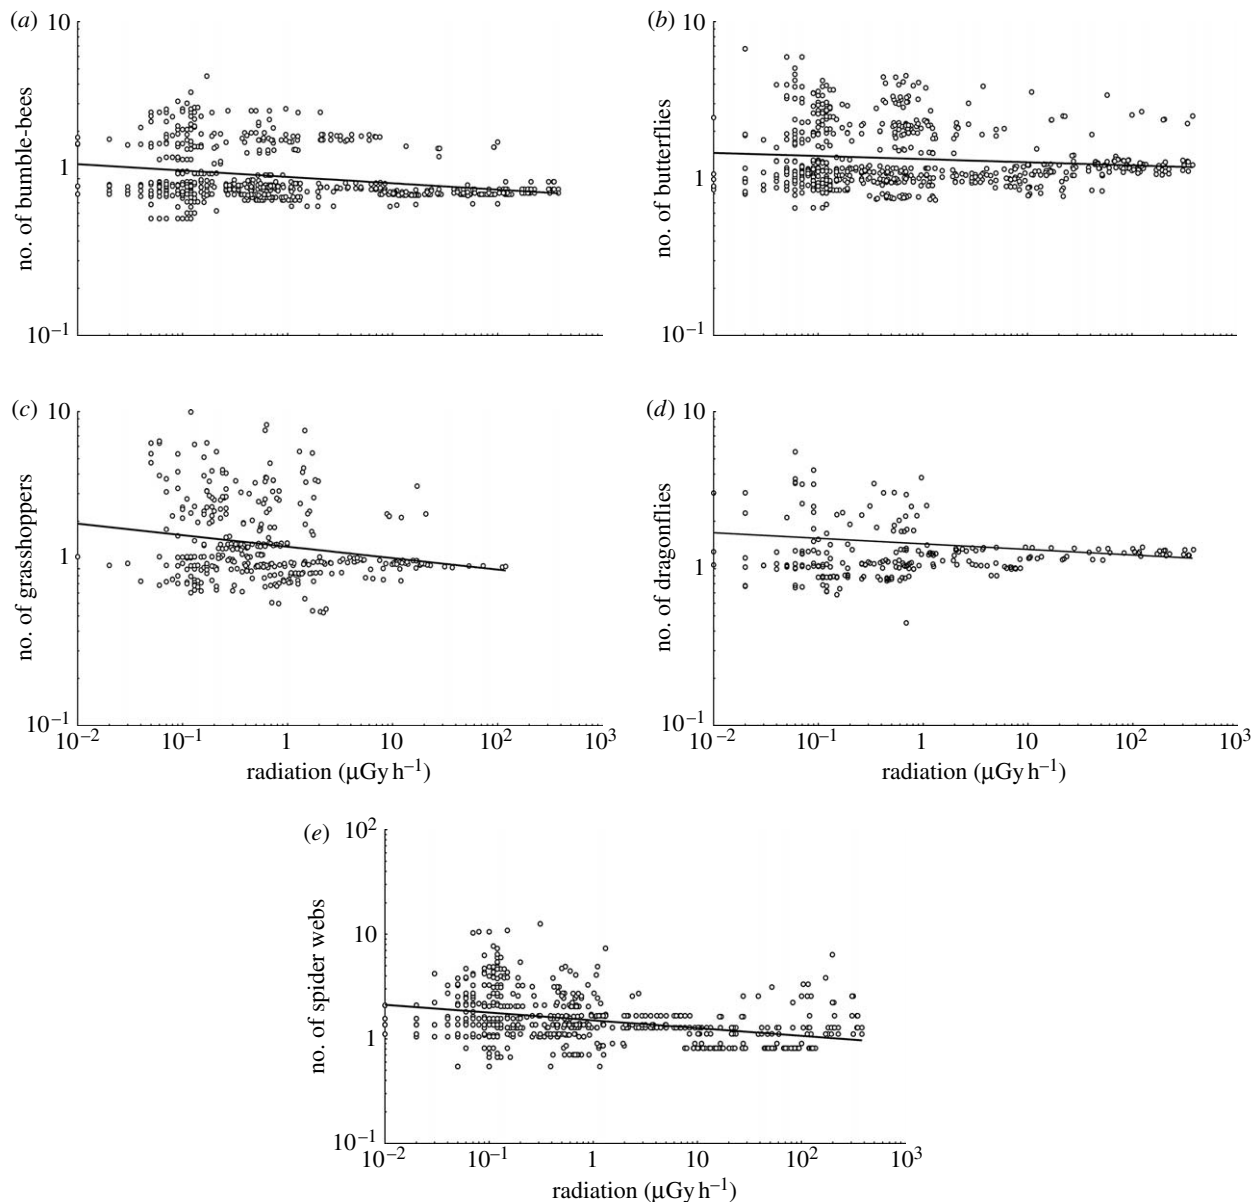 (a) (b)
10 10
no. of bumble-bees no. of butterflies
1 1
10⁻¹ 10⁻¹
(c) (d)
10 10
no. of grasshoppers no. of dragonflies
1 1
10⁻¹ 10⁻¹
10⁻² 10⁻¹ 1 10 10² 10³ 10⁻² 10⁻¹ 1 10 10² 10³
radiation (μGy h⁻¹) radiation (μGy h⁻¹)
(e)
10²
10
no. of spider webs
1
10⁻¹
10⁻² 10⁻¹ 1 10 10² 10³
radiation (μGy h⁻¹)